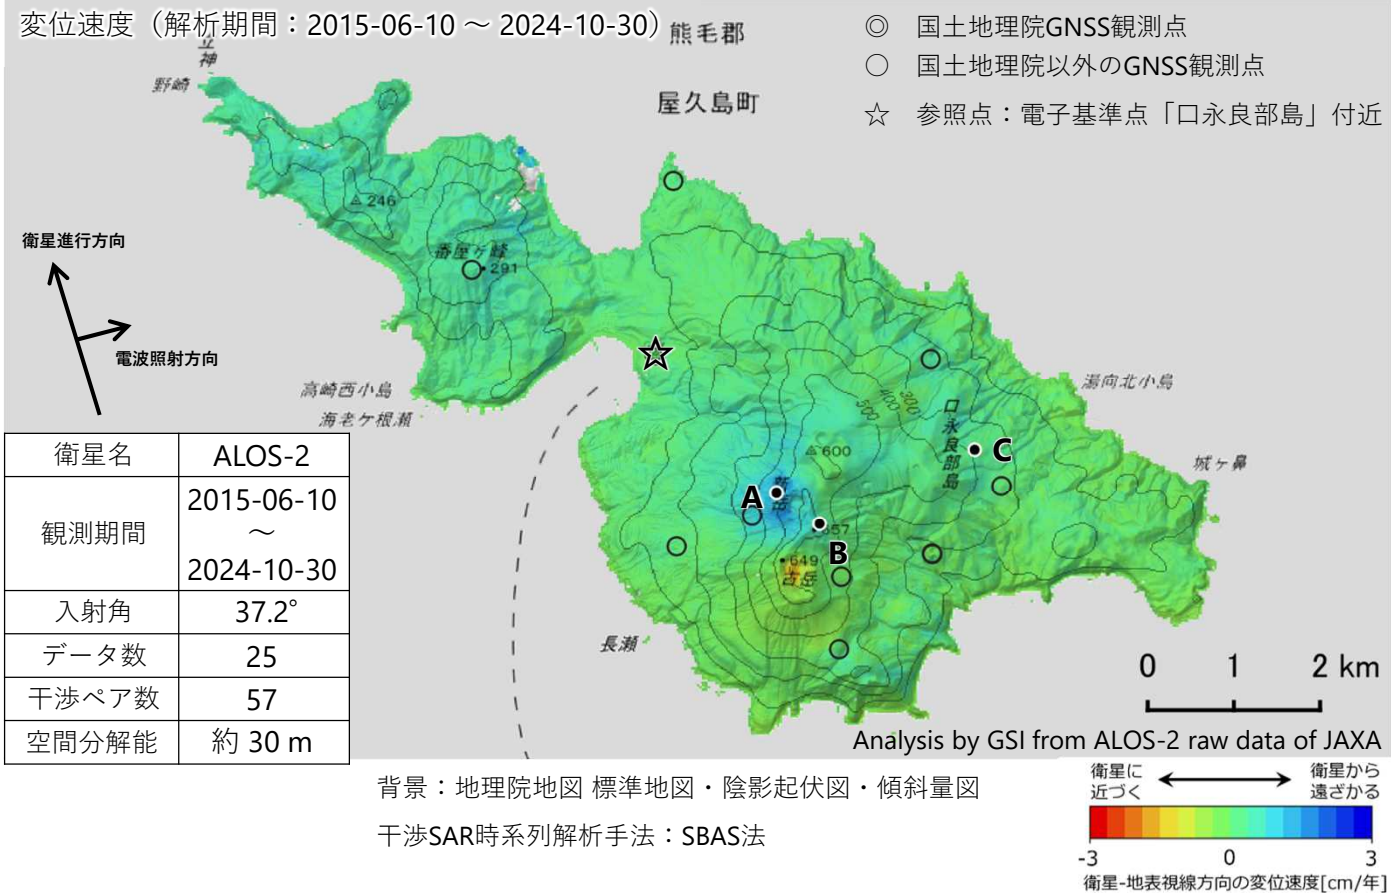 変位速度（解析期間：2015-06-10 ～ 2024-10-30）
熊毛郡
屋久島町
◎ 国土地理院GNSS観測点
○ 国土地理院以外のGNSS観測点
☆ 参照点：電子基準点「口永良部島」付近
立神
野崎
246
番屋ヶ峰
291
衛星進行方向
電波照射方向
高崎西小島
海老ケ根瀬
湯向北小島
城ヶ鼻
300
400
500
口永良部島
600
A
B
C
657
649
古岳
長瀬
衛星名 ALOS-2
観測期間 2015-06-10
～
2024-10-30
入射角 37.2°
データ数 25
干渉ペア数 57
空間分解能 約 30 m
0 1 2 km
Analysis by GSI from ALOS-2 raw data of JAXA
背景：地理院地図 標準地図・陰影起伏図・傾斜量図
干渉SAR時系列解析手法：SBAS法
衛星に
近づく
衛星から
遠ざかる
-3 0 3
衛星-地表視線方向の変位速度[cm/年]